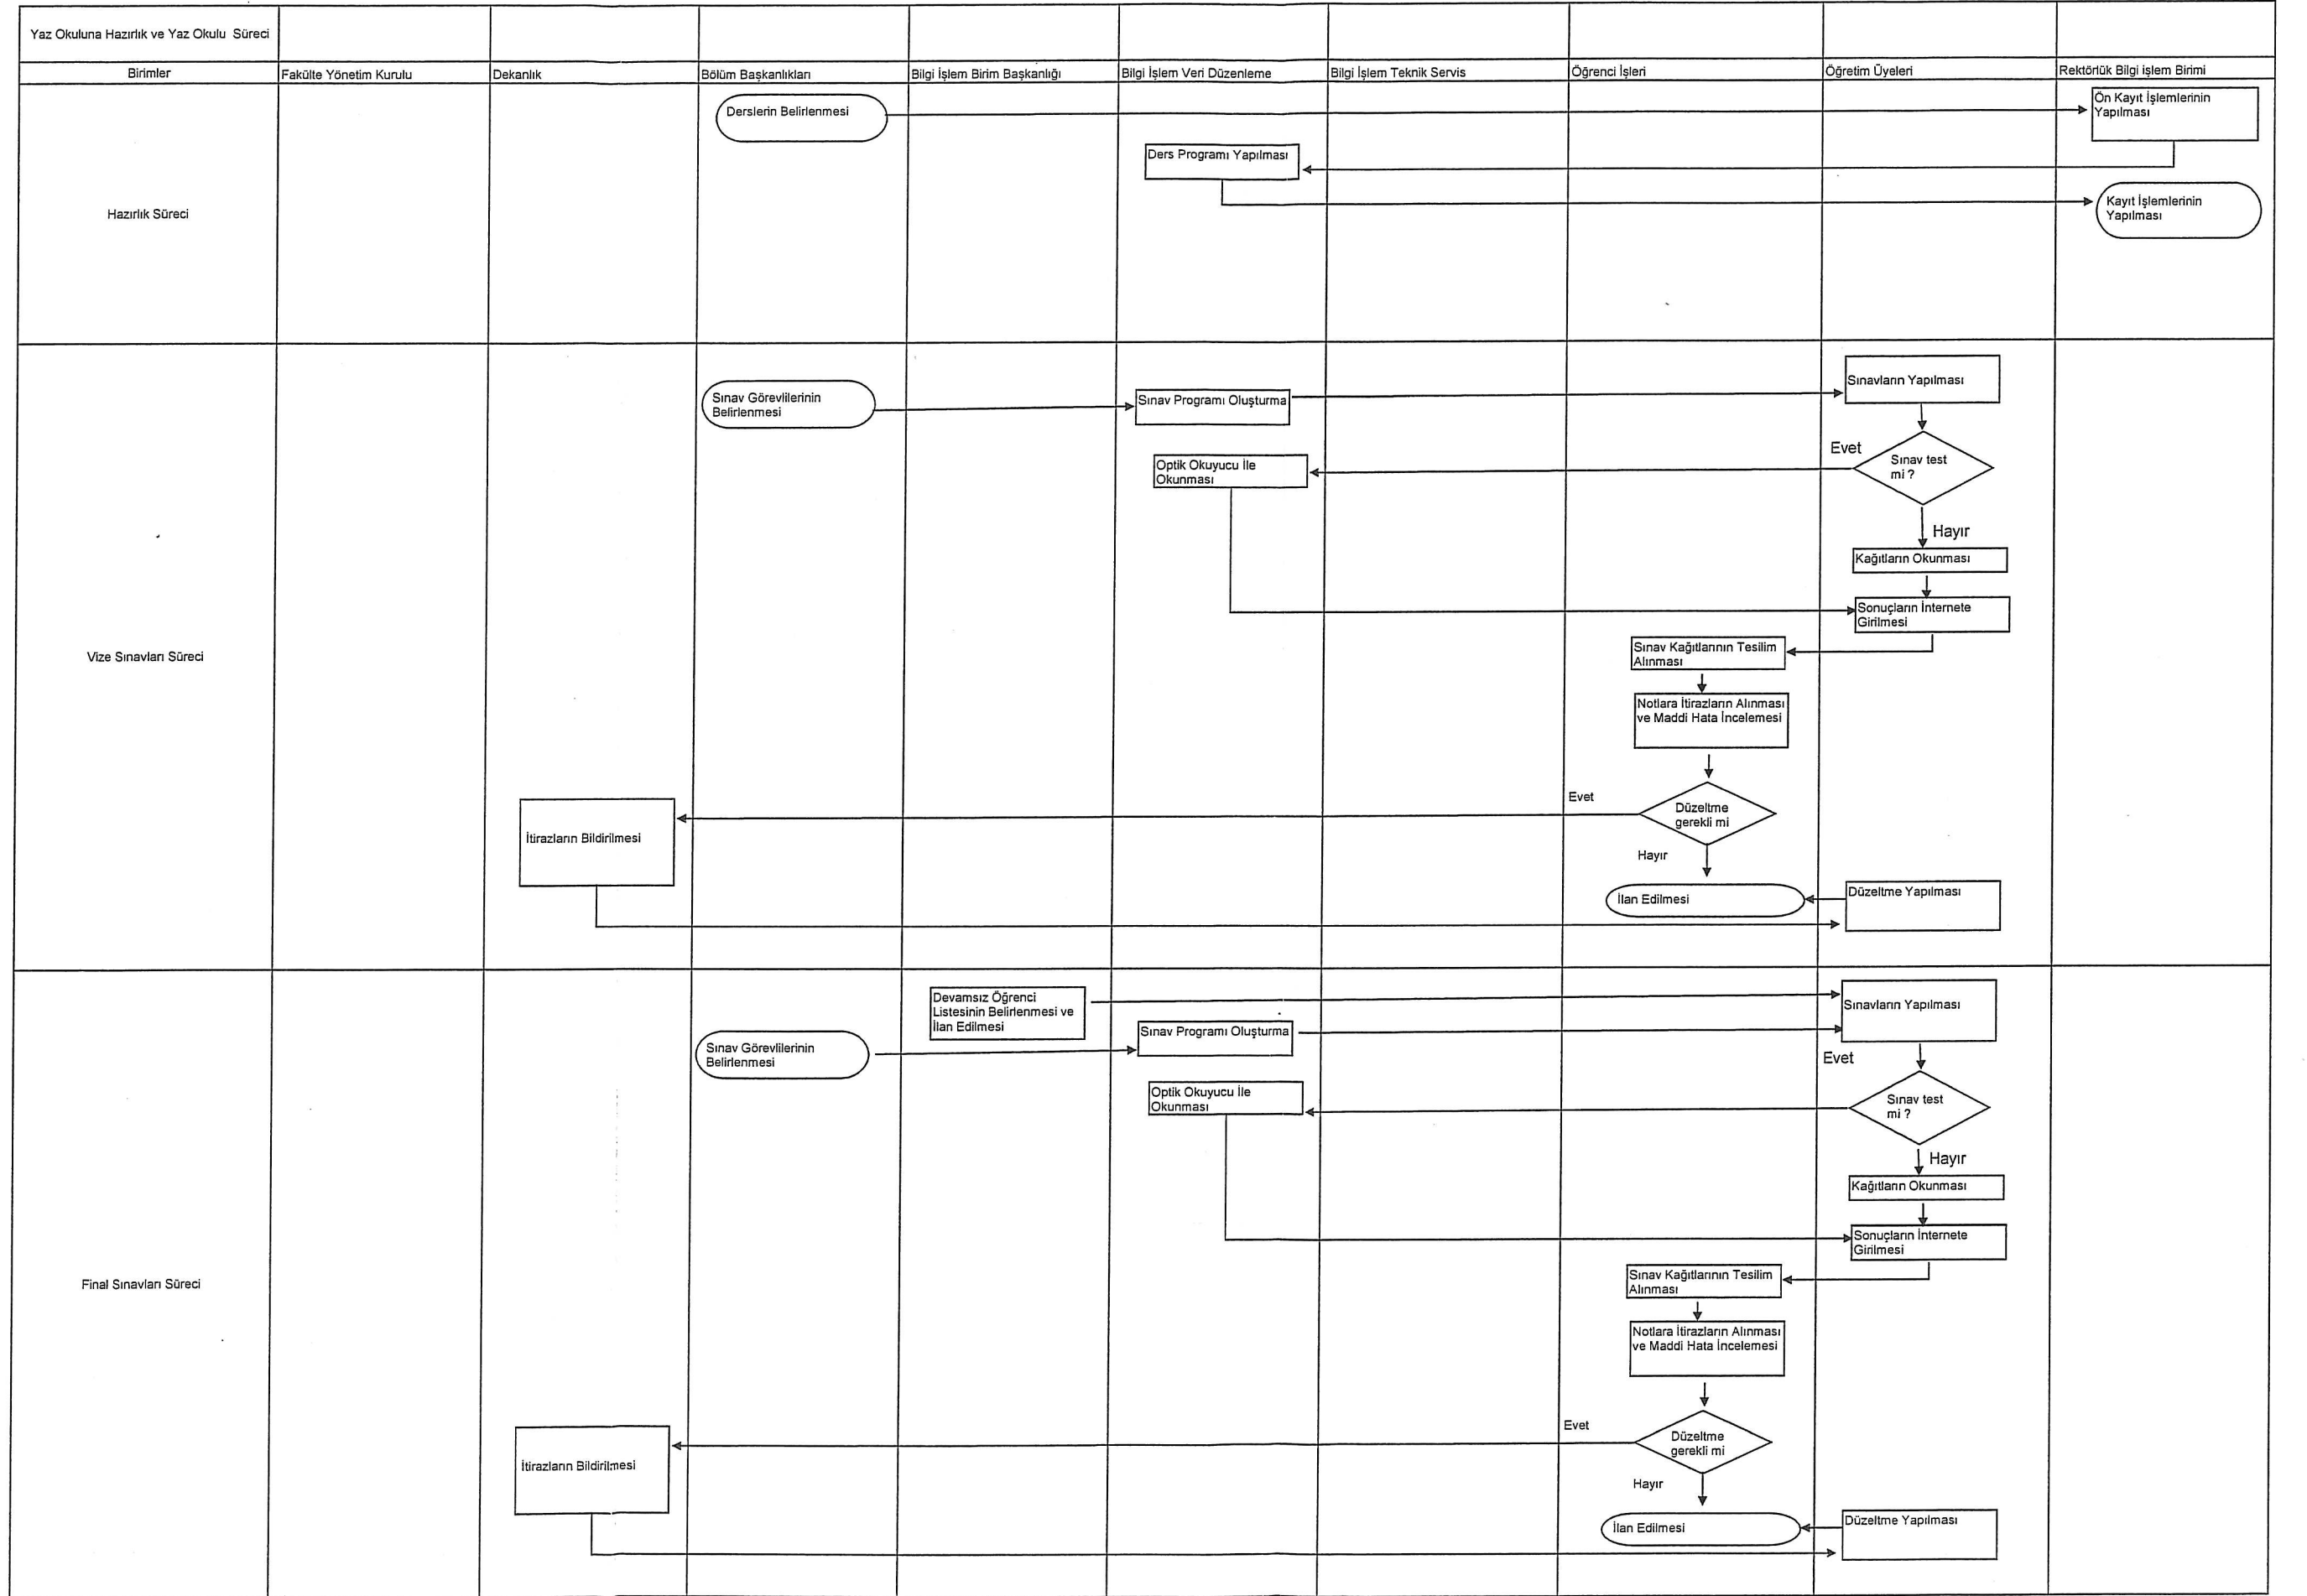 Yaz Okuluna Hazırlık ve Yaz Okulu Süreci
Birimler
Fakülte Yönetim Kurulu
Dekanlık
Bölüm Başkanlıkları
Bilgi İşlem Birim Başkanlığı
Bilgi İşlem Veri Düzenleme
Bilgi İşlem Teknik Servis
Öğrenci İşleri
Öğretim Üyeleri
Rektörlük Bilgi işlem Birimi
Hazırlık Süreci
Derslerin Belirlenmesi
Ön Kayıt İşlemlerinin
Yapılması
Ders Programı Yapılması
Kayıt İşlemlerinin
Yapılması
Vize Sınavları Süreci
Sınav Görevlilerinin
Belirlenmesi
Sınav Programı Oluşturma
Sınavların Yapılması
Evet
Sınav test
mi ?
Optik Okuyucu İle
Okunması
Hayır
Kağıtların Okunması
Sonuçların İnternete
Girilmesi
Sınav Kağıtlarının Tesilim
Alınması
Notlara İtirazların Alınması
ve Maddi Hata İncelemesi
Evet
Düzeltme
gerekli mi
İtirazların Bildirilmesi
Hayır
İlan Edilmesi
Düzeltme Yapılması
Final Sınavları Süreci
Devamsız Öğrenci
Listesinin Belirlenmesi ve
İlan Edilmesi
Sınavların Yapılması
Sınav Programı Oluşturma
Sınav Görevlilerinin
Belirlenmesi
Evet
Sınav test
mi ?
Optik Okuyucu İle
Okunması
Hayır
Kağıtların Okunması
Sonuçların İnternete
Girilmesi
Sınav Kağıtlarının Tesilim
Alınması
Notlara İtirazların Alınması
ve Maddi Hata İncelemesi
Evet
Düzeltme
gerekli mi
İtirazların Bildirilmesi
Hayır
İlan Edilmesi
Düzeltme Yapılması